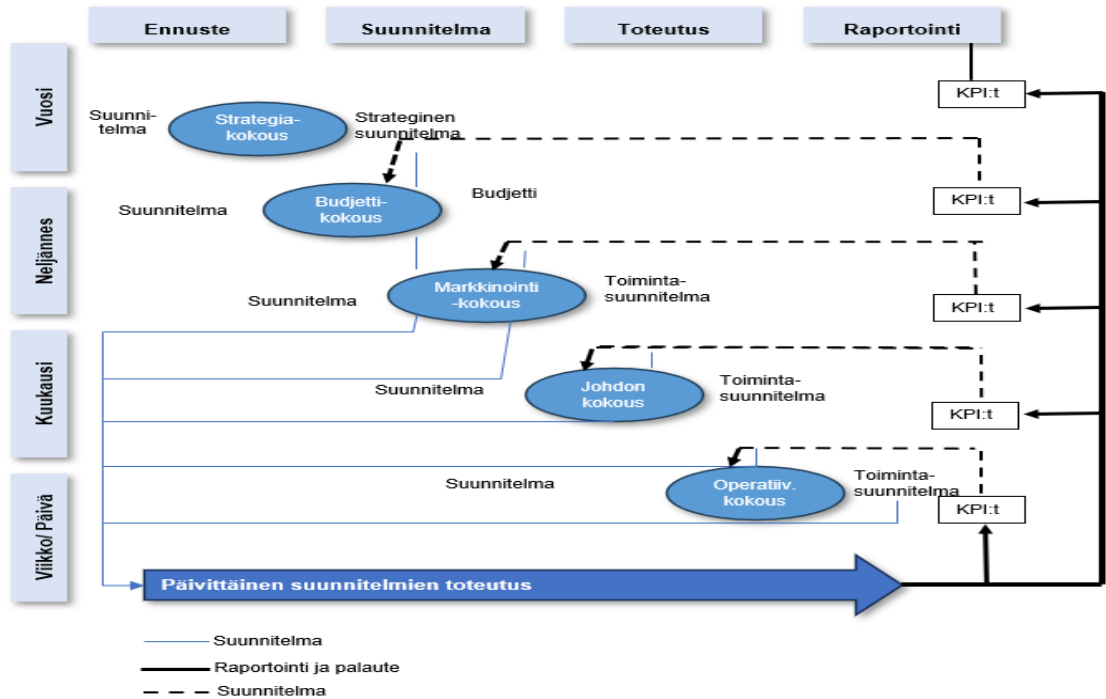 Ennuste
Suunnitelma
Toteutus
Raportointi
Vuosi
KPI:t
Suunni-
telma
Strategia-
kokous
Strateginen
suunnitelma
Neljännes
Suunnitelma
Budjetti-
kokous
Budjetti
KPI:t
Suunnitelma
Markkinointi
-kokous
Toiminta-
suunnitelma
KPI:t
Kuukausi
Suunnitelma
Johdon
kokous
Toiminta-
suunnitelma
KPI:t
Viikko/ Päivä
Suunnitelma
Operatiiv.
kokous
Toiminta-
suunnitelma
KPI:t
Päivittäinen suunnitelmien toteutus
Suunnitelma
Raportointi ja palaute
Suunnitelma